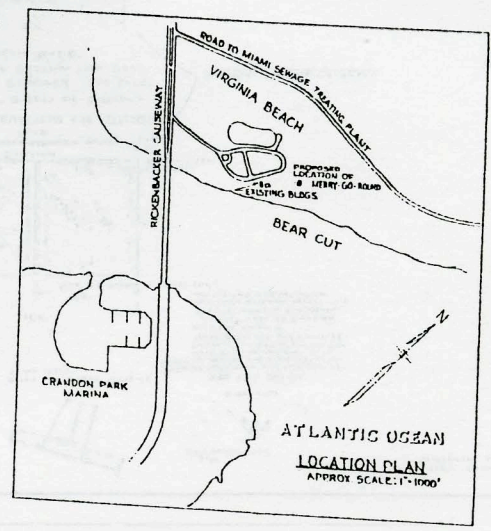 ROAD TO MIAMI SEWAGE TREATING PLANT
VIRGINIA BEACH
RICKENBACKER CAUSEWAY
PROPOSED
LOCATION OF
MERRY-GO-ROUND
EXISTING BLDGS.
BEAR CUT
N
CRANDON PARK
MARINA
ATLANTIC OCEAN
LOCATION PLAN
APPROX SCALE: 1"=1000'